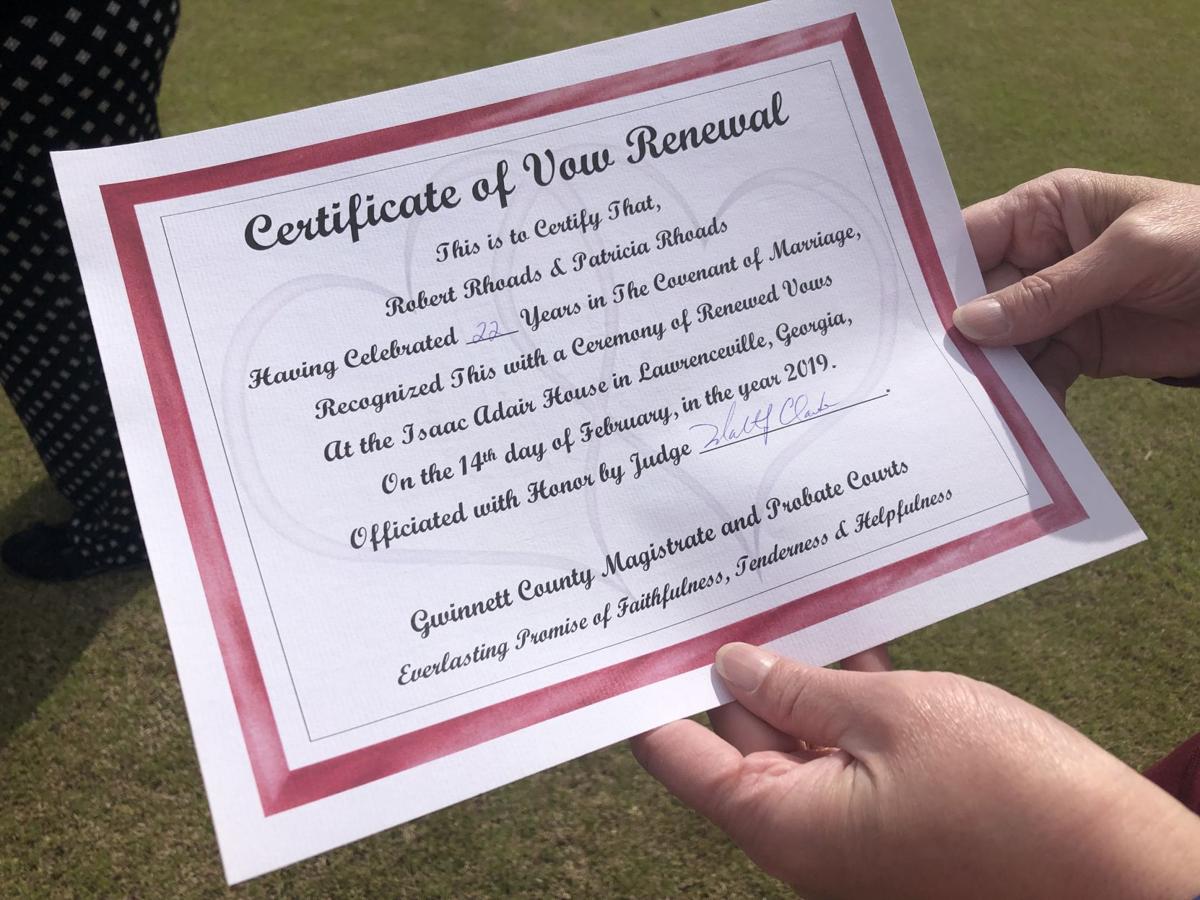 Certificate of Vow Renewal
This is to Certify That,
Robert Rhoads & Patricia Rhoads
Having Celebrated 22 Years in The Covenant of Marriage,
Recognized This with a Ceremony of Renewed Vows
At the Isaac Adair House in Lawrenceville, Georgia,
On the 14th day of February, in the year 2019.
Officiated with Honor by Judge Clark.
Gwinnett County Magistrate and Probate Courts
Everlasting Promise of Faithfulness, Tenderness & Helpfulness